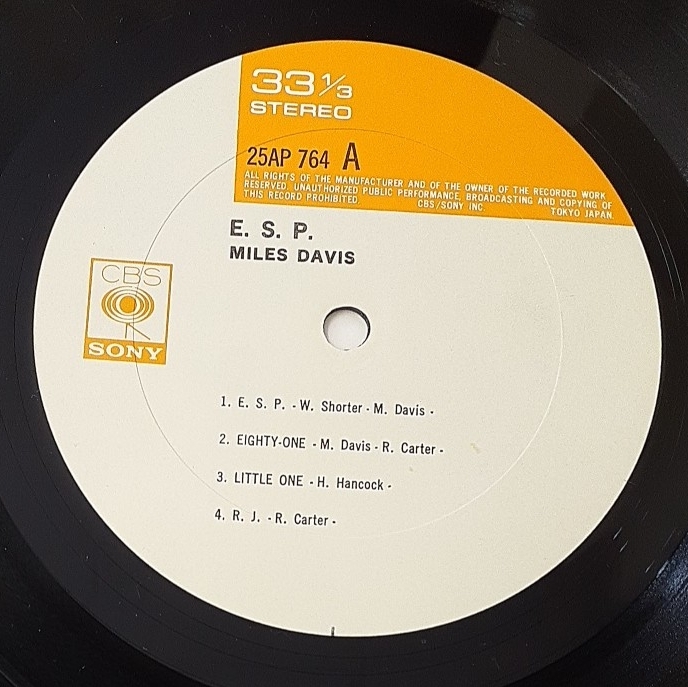 33 1/3
STEREO
25AP 764 A
ALL RIGHTS OF THE MANUFACTURER AND OF THE OWNER OF THE RECORDED WORK
RESERVED. UNAUTHORIZED PUBLIC PERFORMANCE, BROADCASTING AND COPYING OF
THIS RECORD PROHIBITED. CBS/SONY INC. TOKYO JAPAN.
E. S. P.
MILES DAVIS
CBS
SONY
1. E. S. P. - W. Shorter - M. Davis -
2. EIGHTY-ONE - M. Davis - R. Carter -
3. LITTLE ONE - H. Hancock -
4. R. J. - R. Carter -